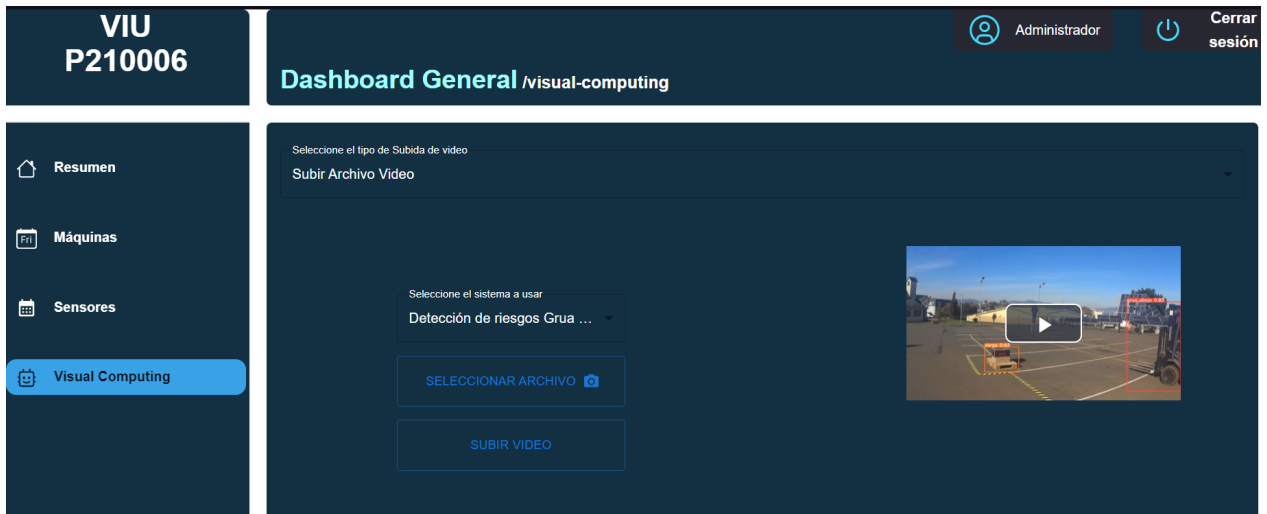 VIU
P210006
Administrador
Cerrar
sesión
Dashboard General /visual-computing
Resumen
Fri
Máquinas
Sensores
Visual Computing
Seleccione el tipo de Subida de video
Subir Archivo Video
Seleccione el sistema a usar
Detección de riesgos Grua ...
SELECCIONAR ARCHIVO
SUBIR VIDEO